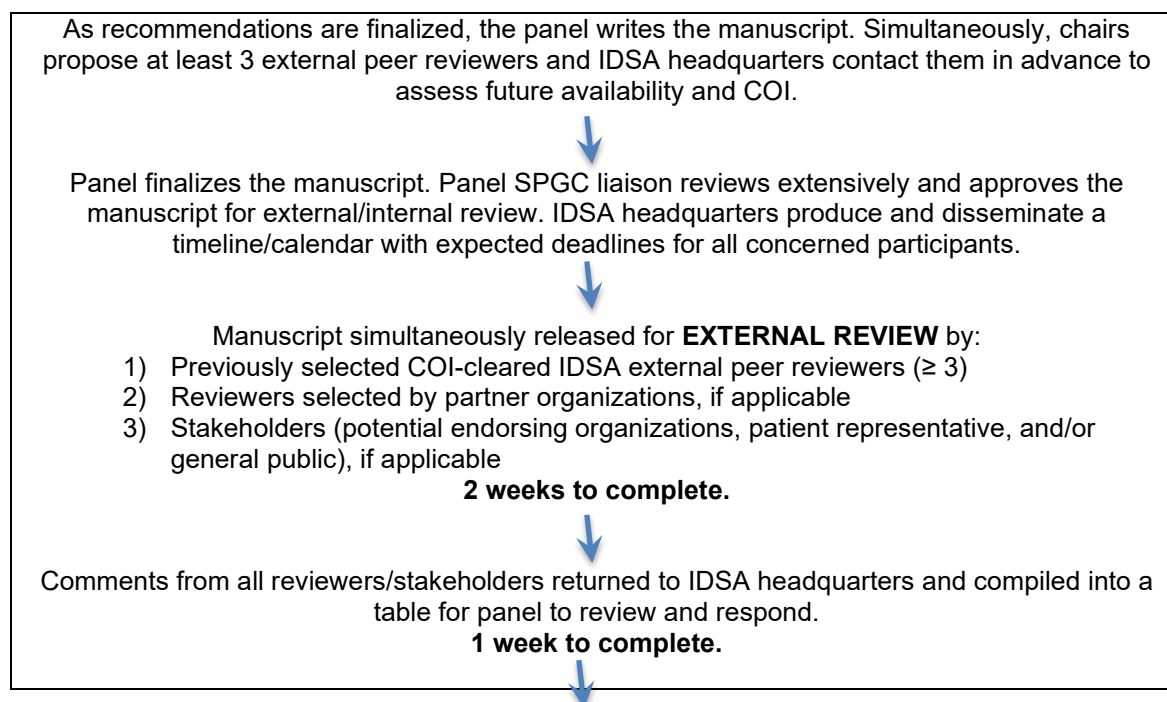 As recommendations are finalized, the panel writes the manuscript. Simultaneously, chairs
propose at least 3 external peer reviewers and IDSA headquarters contact them in advance to
assess future availability and COI.
Panel finalizes the manuscript. Panel SPGC liaison reviews extensively and approves the
manuscript for external/internal review. IDSA headquarters produce and disseminate a
timeline/calendar with expected deadlines for all concerned participants.
Manuscript simultaneously released for EXTERNAL REVIEW by:
1) Previously selected COI-cleared IDSA external peer reviewers (≥ 3)
2) Reviewers selected by partner organizations, if applicable
3) Stakeholders (potential endorsing organizations, patient representative, and/or
general public), if applicable
2 weeks to complete.
Comments from all reviewers/stakeholders returned to IDSA headquarters and compiled into a
table for panel to review and respond.
1 week to complete.